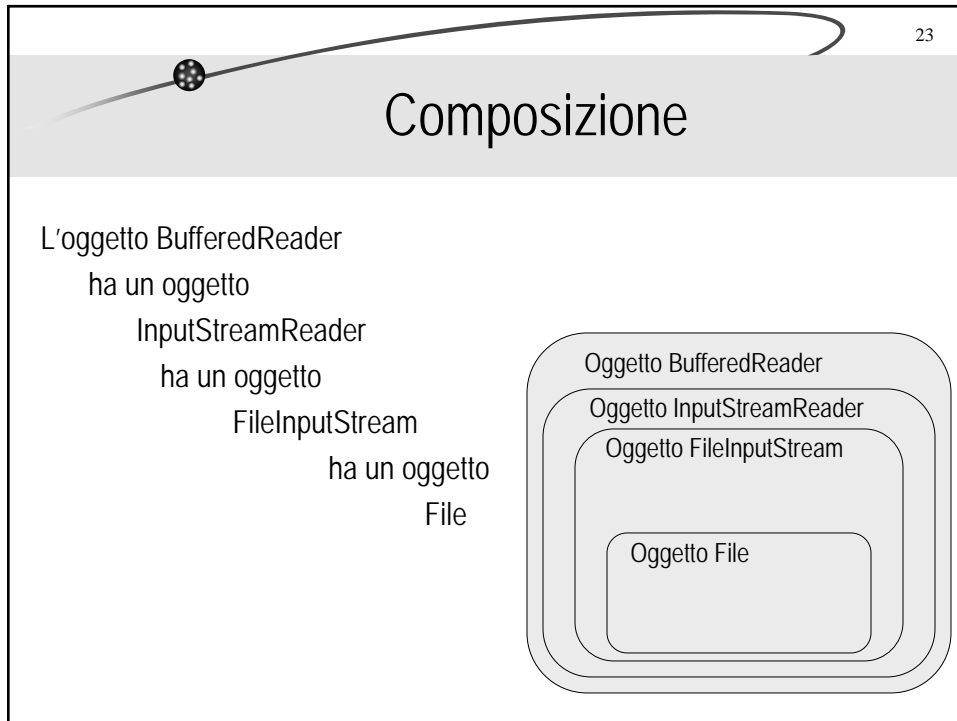 23
Composizione
L'oggetto BufferedReader
ha un oggetto
InputStreamReader
ha un oggetto
FileInputStream
ha un oggetto
File
Oggetto BufferedReader
Oggetto InputStreamReader
Oggetto FileInputStream
Oggetto File